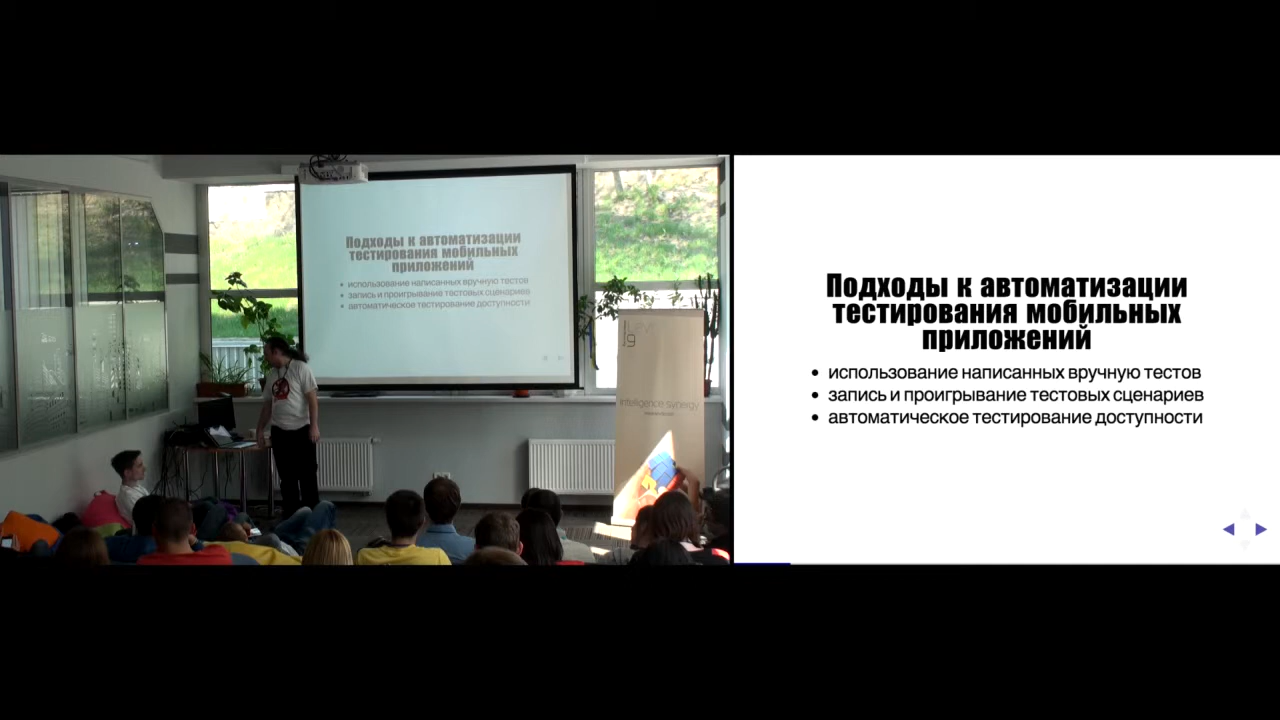 Подходы к автоматизации
тестирования мобильных
приложений
• использование написанных вручную тестов
• запись и проигрывание тестовых сценариев
• автоматическое тестирование доступности
Intelligence synergy
Подходы к автоматизации
тестирования мобильных
приложений
• использование написанных вручную тестов
• запись и проигрывание тестовых сценариев
• автоматическое тестирование доступности